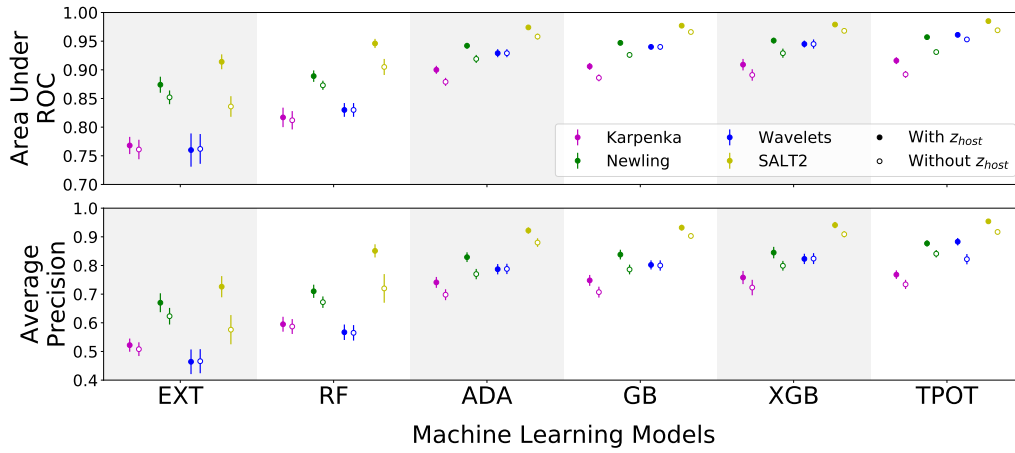 Area Under
ROC
1.00
0.95
0.90
0.85
0.80
0.75
0.70
Karpenka
Newling
Wavelets
SALT2
With z_host
Without z_host
Average
Precision
1.0
0.9
0.8
0.7
0.6
0.5
0.4
EXT RF ADA GB XGB TPOT
Machine Learning Models